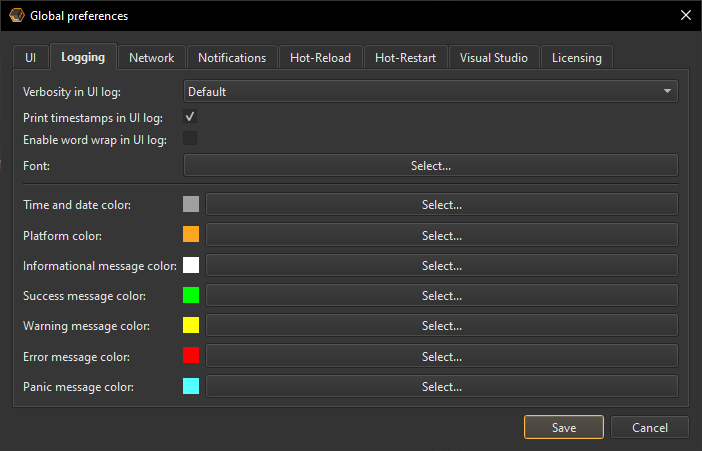 Global preferences
UI Logging Network Notifications Hot-Reload Hot-Restart Visual Studio Licensing
Verbosity in UI log: Default
Print timestamps in UI log:
Enable word wrap in UI log:
Font: Select...
Time and date color: Select...
Platform color: Select...
Informational message color: Select...
Success message color: Select...
Warning message color: Select...
Error message color: Select...
Panic message color: Select...
Save Cancel